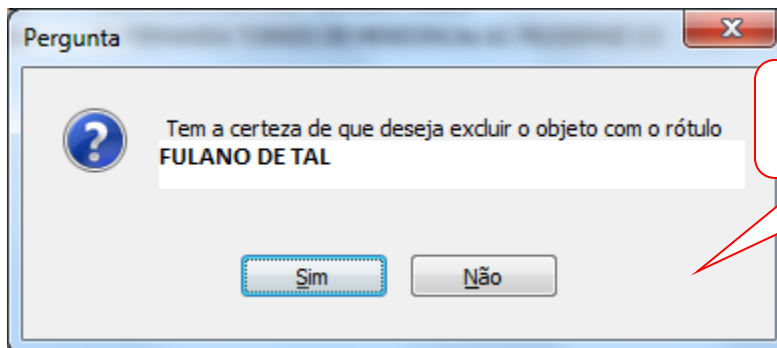 Pergunta
Tem a certeza de que deseja excluir o objeto com o rótulo
FULANO DE TAL
Sim
Não